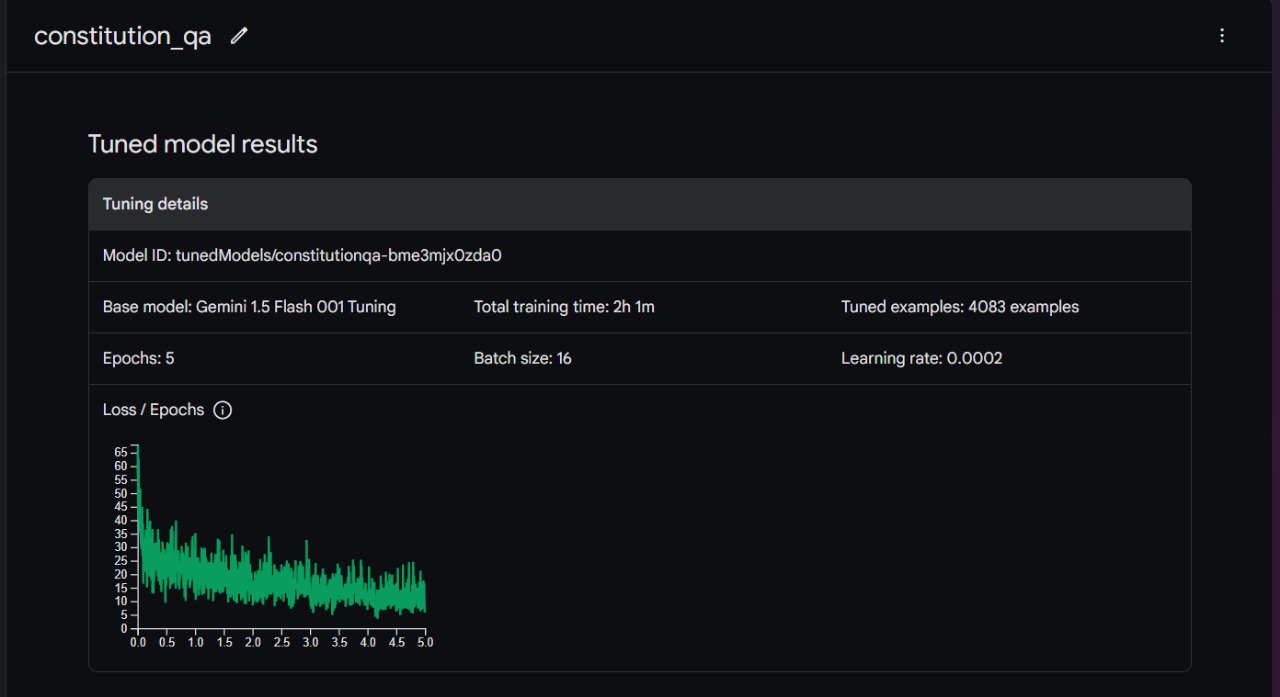 constitution_qa
Tuned model results
Tuning details
Model ID: tunedModels/constitutionqa-bme3mjx0zda0
Base model: Gemini 1.5 Flash 001 Tuning Total training time: 2h 1m Tuned examples: 4083 examples
Epochs: 5 Batch size: 16 Learning rate: 0.0002
Loss / Epochs
65
60
55
50
45
40
35
30
25
20
15
10
5
0
0.0 0.5 1.0 1.5 2.0 2.5 3.0 3.5 4.0 4.5 5.0